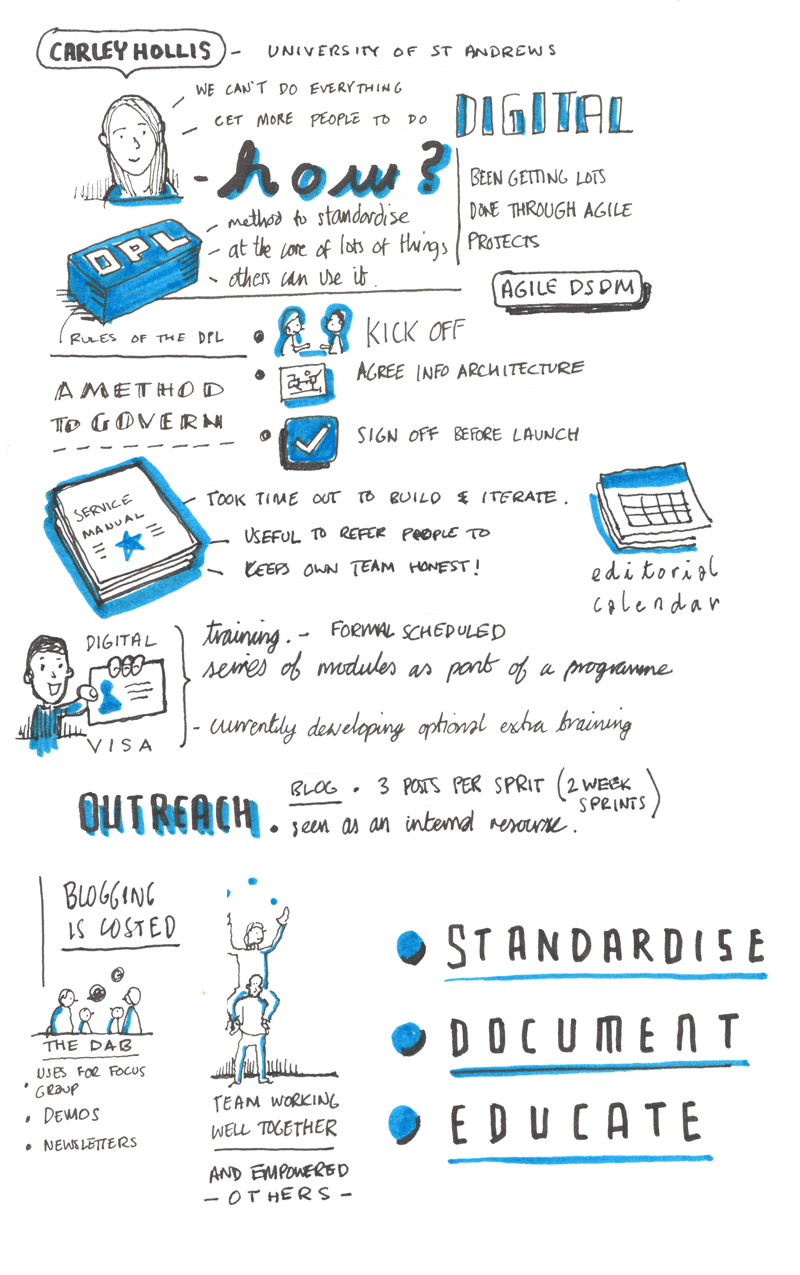 CARLEY HOLLIS - UNIVERSITY OF ST ANDREWS
WE CAN'T DO EVERYTHING
GET MORE PEOPLE TO DO DIGITAL
- how?
BEEN GETTING LOTS
DONE THROUGH AGILE
PROJECTS
AGILE DSDM
DPL
- method to standardise
- at the core of lots of things
- others can use it.
RULES OF THE DPL
A METHOD
TO GOVERN
• KICK OFF
• AGREE INFO ARCHITECTURE
• SIGN OFF BEFORE LAUNCH
SERVICE
MANUAL
- TOOK TIME OUT TO BUILD & ITERATE.
- USEFUL TO REFER PEOPLE TO
- KEEPS OWN TEAM HONEST!
editorial
calendar
DIGITAL
VISA
training. - FORMAL SCHEDULED
series of modules as part of a programme
- currently developing optional extra training
OUTREACH
BLOG • 3 POSTS PER SPRIT (2 WEEK
SPRINTS)
• seen as an internal resourse.
BLOGGING
IS COSTED
THE DAB
• USES FOR FOCUS
GROUP
• DEMOS
• NEWSLETTERS
TEAM WORKING
WELL TOGETHER
AND EMPOWERED
- OTHERS -
• STANDARDISE
• DOCUMENT
• EDUCATE